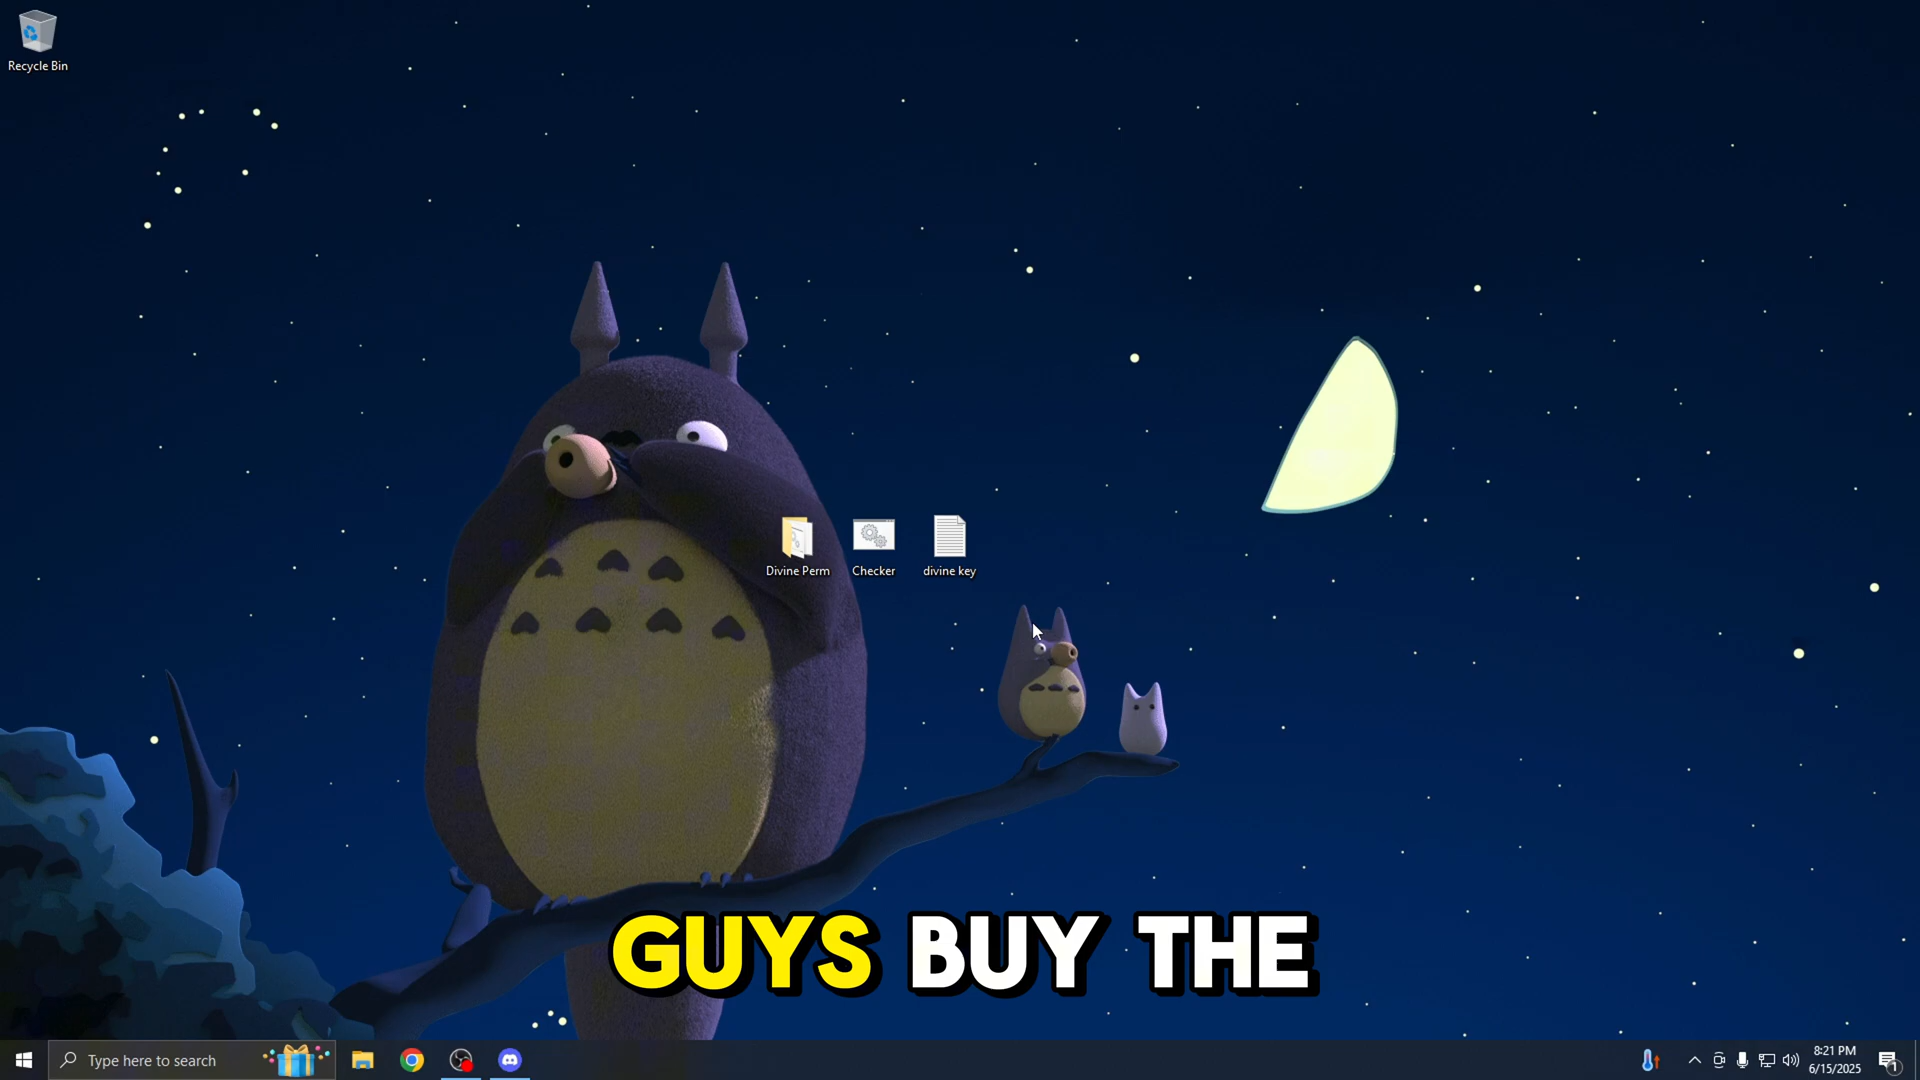 Recycle Bin
Divine Perm
Checker
divine key
GUYS BUY THE
Type here to search
8:21 PM
6/15/2025
1